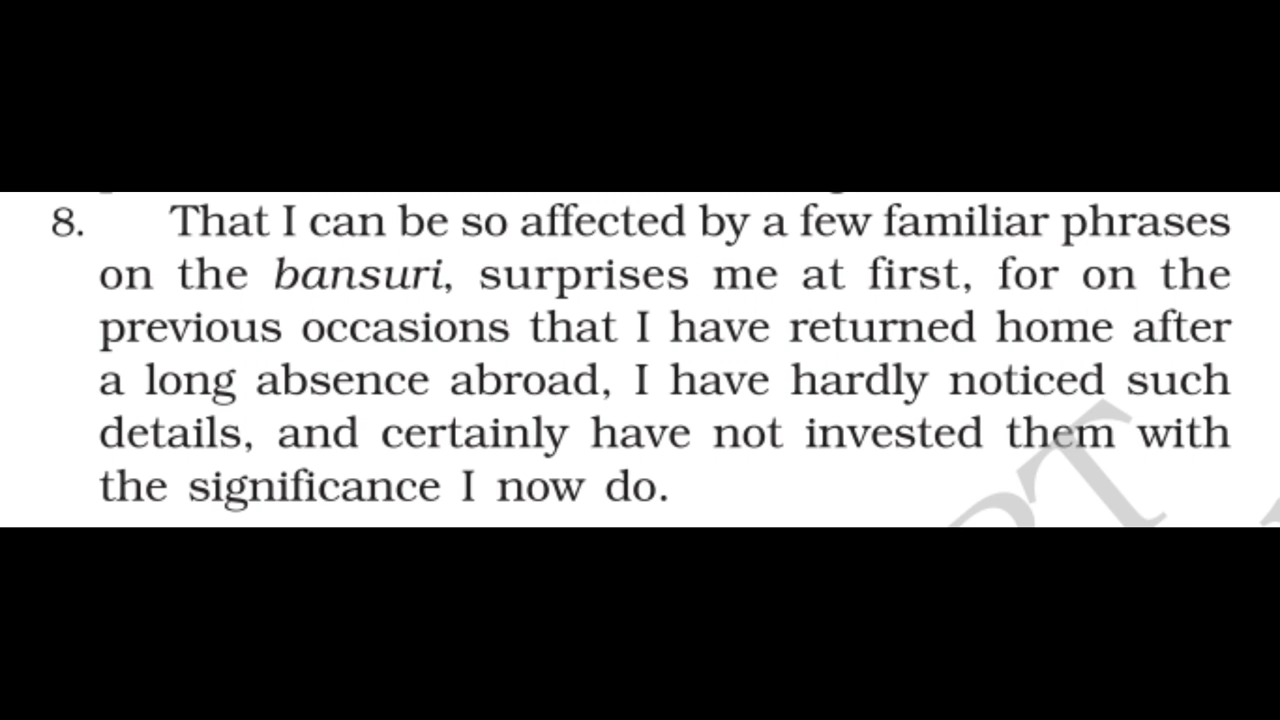 8. That I can be so affected by a few familiar phrases
on the bansuri, surprises me at first, for on the
previous occasions that I have returned home after
a long absence abroad, I have hardly noticed such
details, and certainly have not invested them with
the significance I now do.